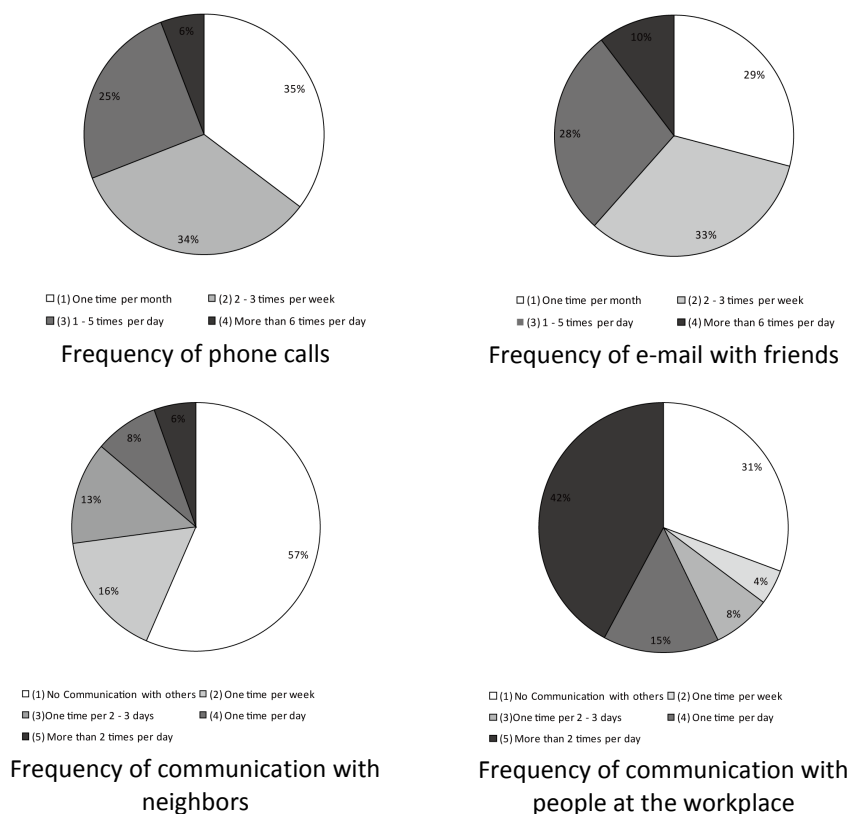 6%
35%
25%
34%
(1) One time per month (2) 2 - 3 times per week
(3) 1 - 5 times per day (4) More than 6 times per day
Frequency of phone calls
10%
29%
28%
33%
(1) One time per month (2) 2 - 3 times per week
(3) 1 - 5 times per day (4) More than 6 times per day
Frequency of e-mail with friends
6%
8%
13%
57%
16%
(1) No Communication with others (2) One time per week
(3)One time per 2 - 3 days (4) One time per day
(5) More than 2 times per day
Frequency of communication with
neighbors
31%
42%
4%
8%
15%
(1) No Communication with others (2) One time per week
(3)One time per 2 - 3 days (4) One time per day
(5) More than 2 times per day
Frequency of communication with
people at the workplace